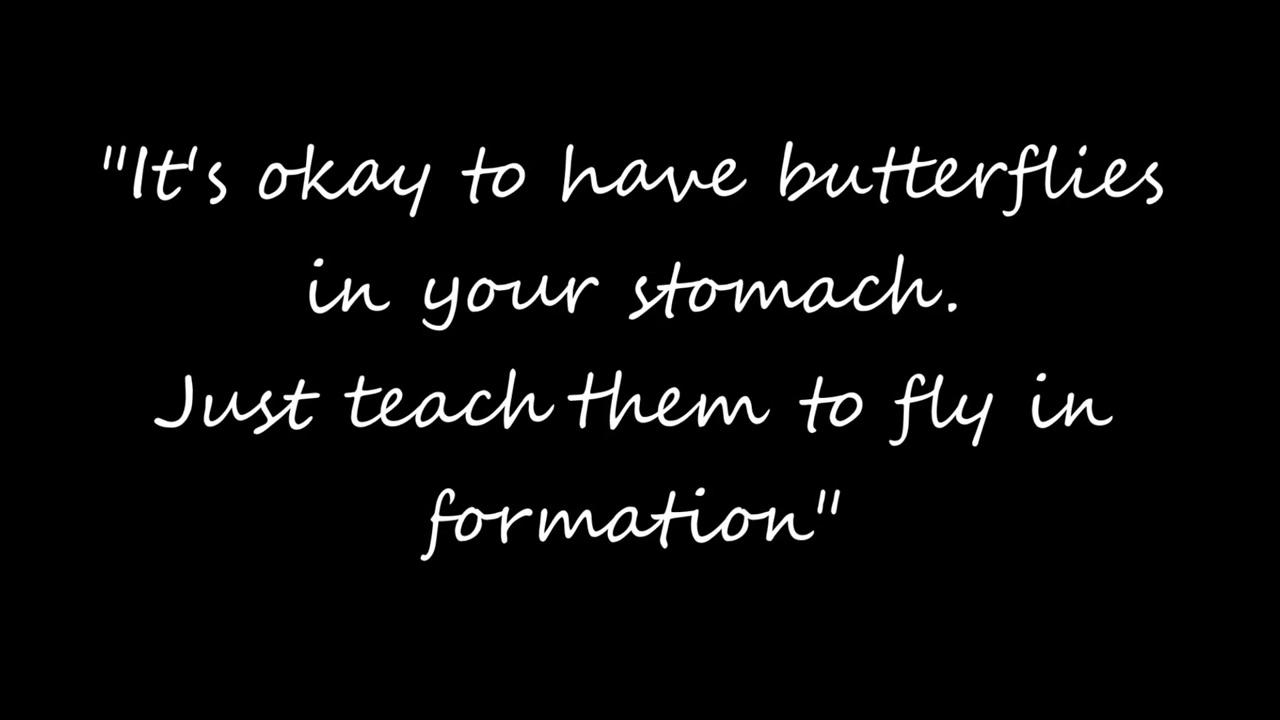 "It's okay to have butterflies
in your stomach.
Just teach them to fly in
formation"